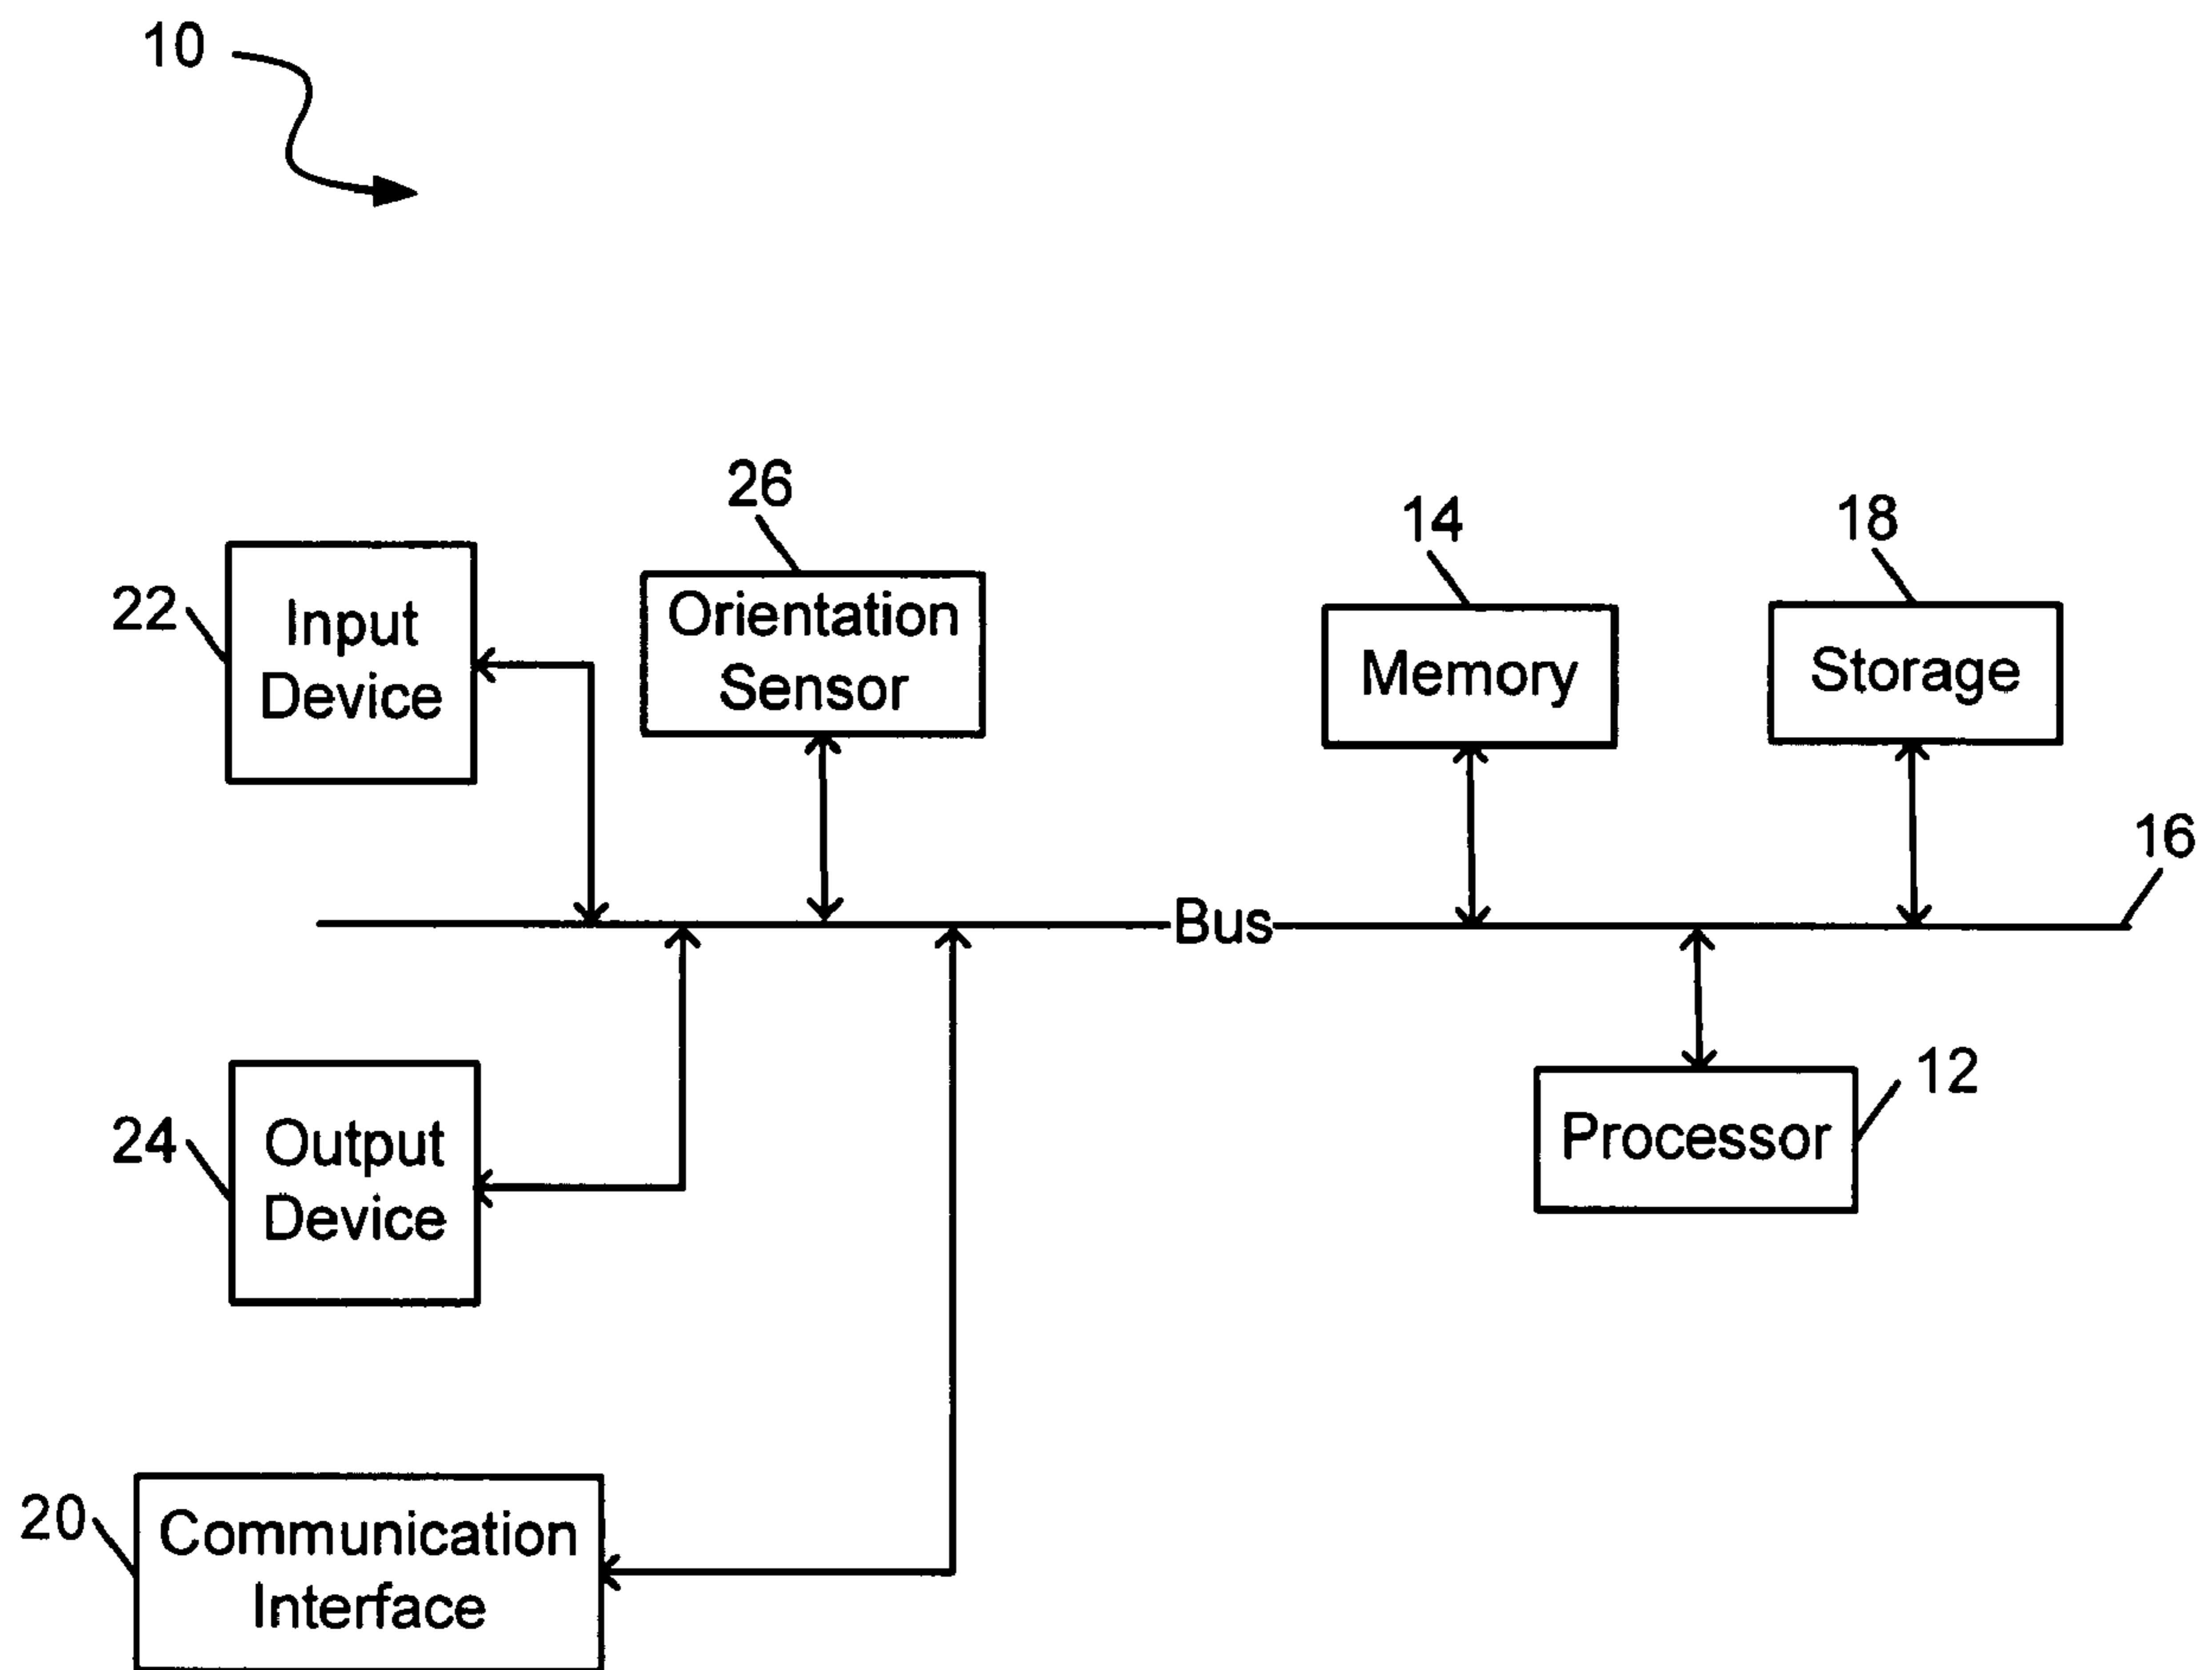 10
26
14
18
22
Input
Device
Orientation
Sensor
Memory
Storage
16
Bus
12
24
Output
Device
Processor
20
Communication
Interface